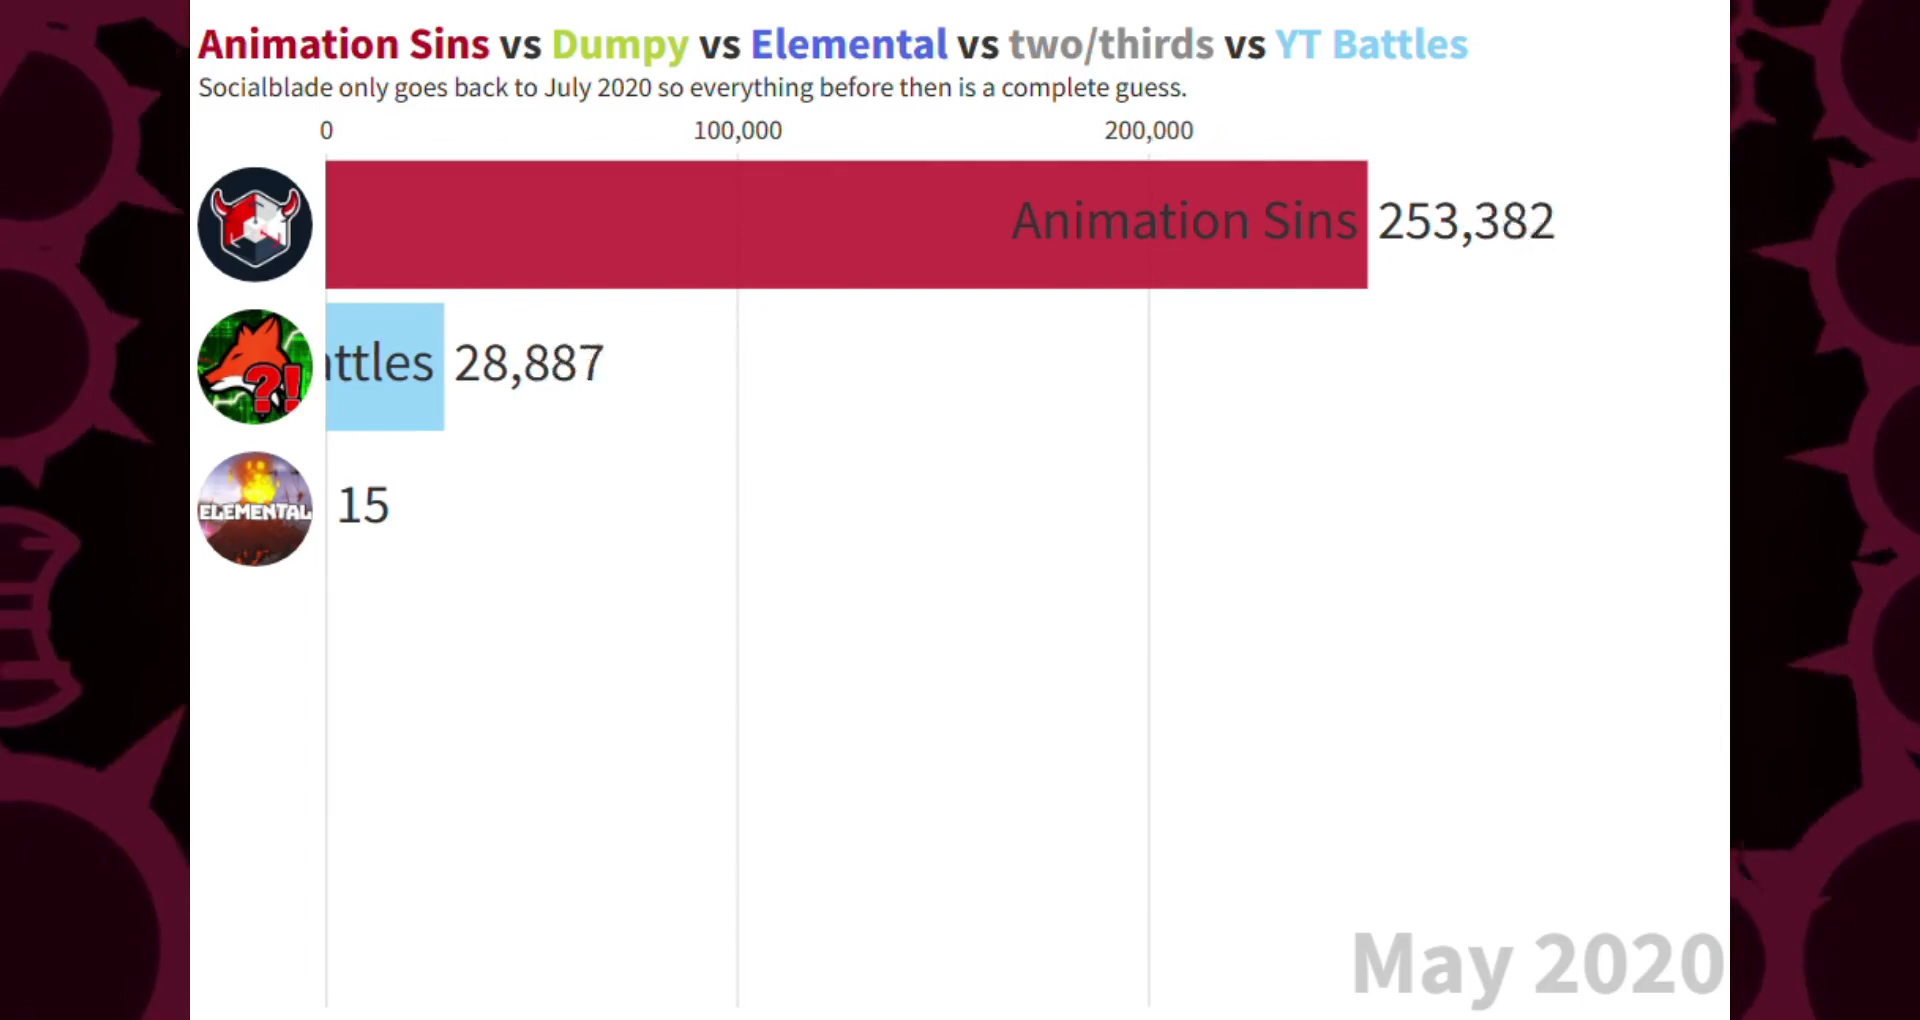 Animation Sins vs Dumpy vs Elemental vs two/thirds vs YT Battles
Socialblade only goes back to July 2020 so everything before then is a complete guess.
0 100,000 200,000
Animation Sins 253,382
?! attles 28,887
ELEMENTAL 15
May 2020